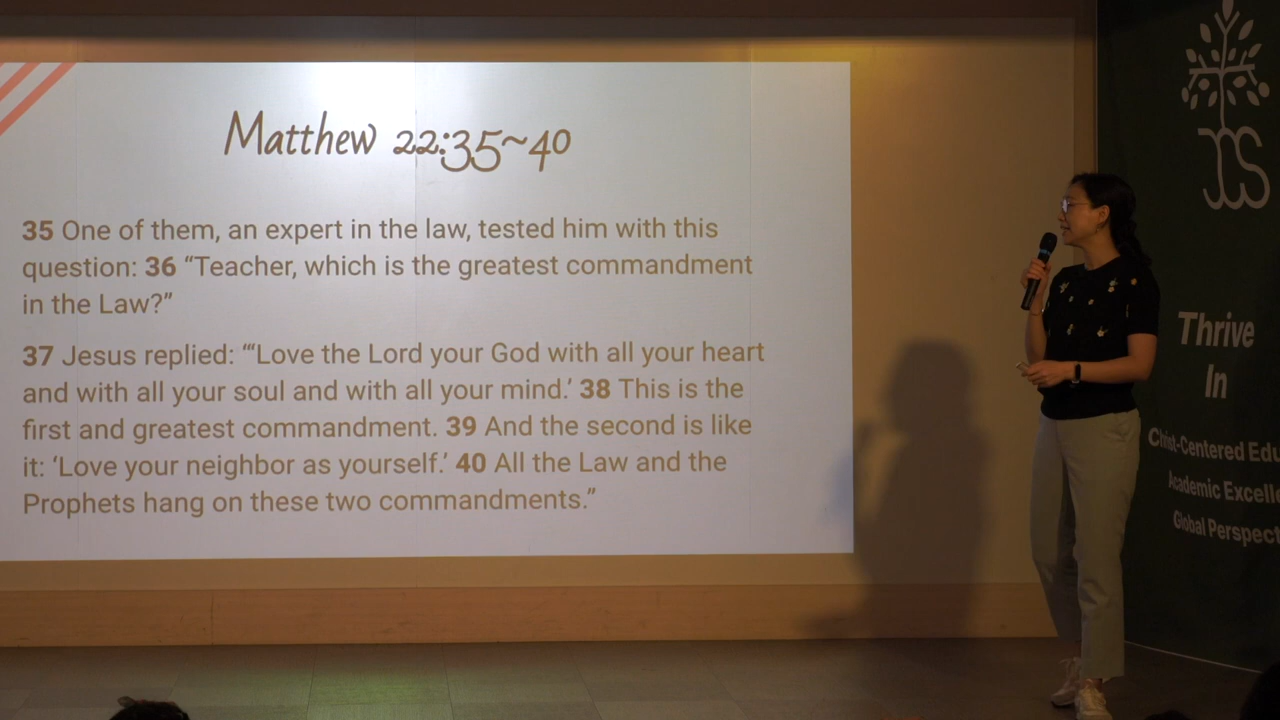 Matthew 22:35~40
35 One of them, an expert in the law, tested him with this
question: 36 “Teacher, which is the greatest commandment
in the Law?”
37 Jesus replied: “‘Love the Lord your God with all your heart
and with all your soul and with all your mind.’ 38 This is the
first and greatest commandment. 39 And the second is like
it: ‘Love your neighbor as yourself.’ 40 All the Law and the
Prophets hang on these two commandments.”
Thrive
In